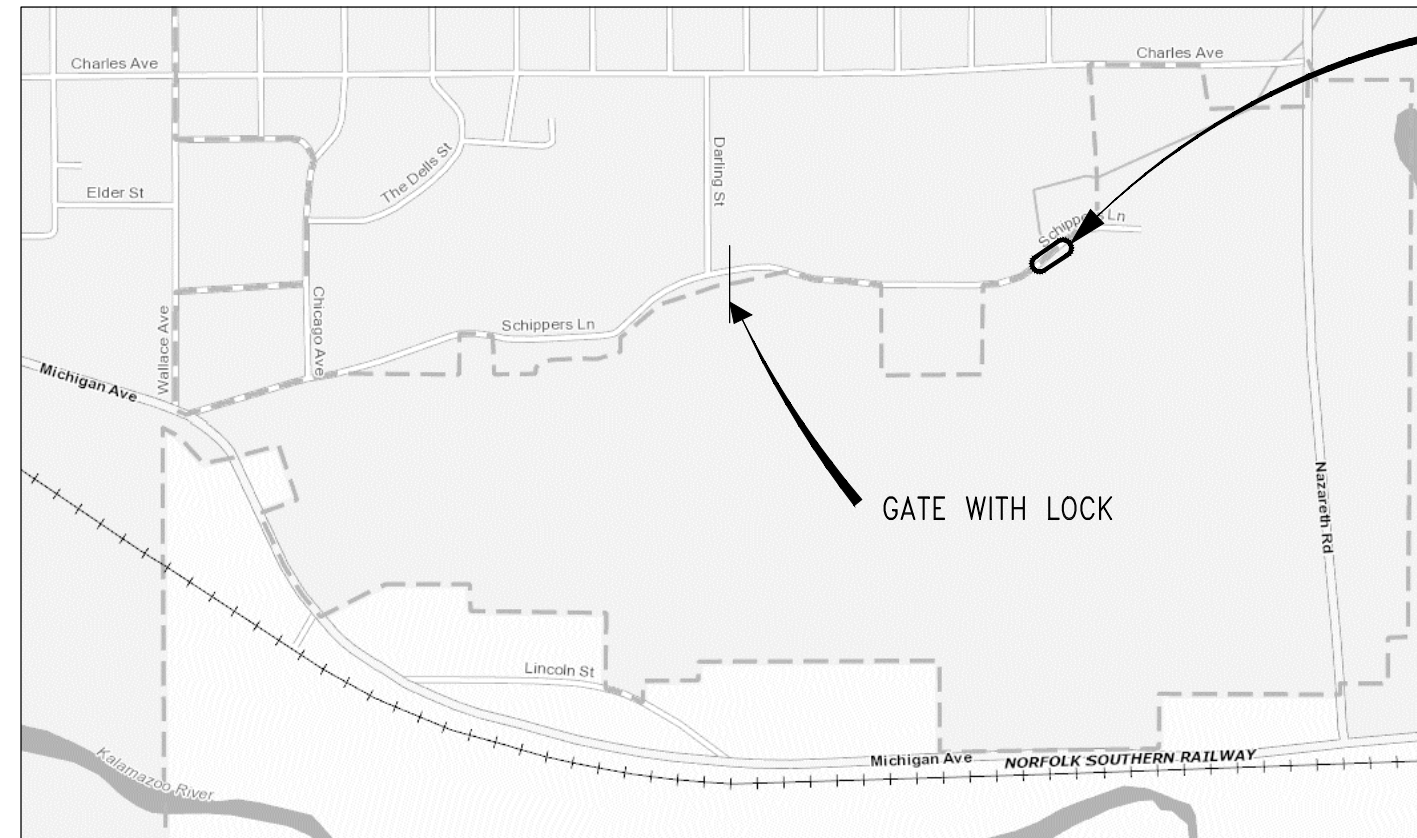 Charles Ave
Charles Ave
Darling St
The Dells St
Elder St
Schippers Ln
Chicago Ave
Wallace Ave
Schippers Ln
Michigan Ave
GATE WITH LOCK
Nazareth Rd
Lincoln St
Michigan Ave
NORFOLK SOUTHERN RAILWAY
Kalamazoo River